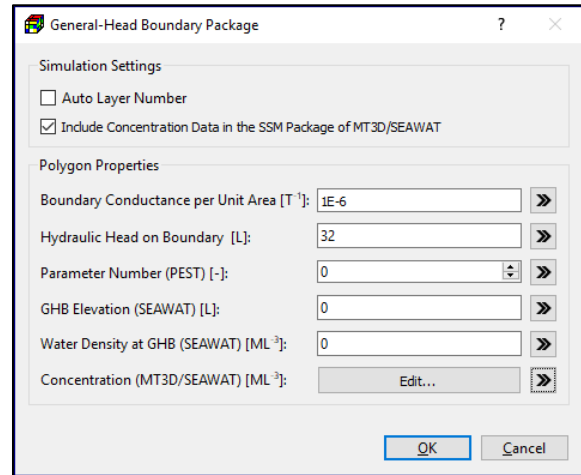 General-Head Boundary Package
?
Simulation Settings
Auto Layer Number
Include Concentration Data in the SSM Package of MT3D/SEAWAT
Polygon Properties
Boundary Conductance per Unit Area [T⁻¹]: 1E-6
Hydraulic Head on Boundary [L]: 32
Parameter Number (PEST) [-]: 0
GHB Elevation (SEAWAT) [L]: 0
Water Density at GHB (SEAWAT) [ML⁻³]: 0
Concentration (MT3D/SEAWAT) [ML⁻³]: Edit...
OK Cancel